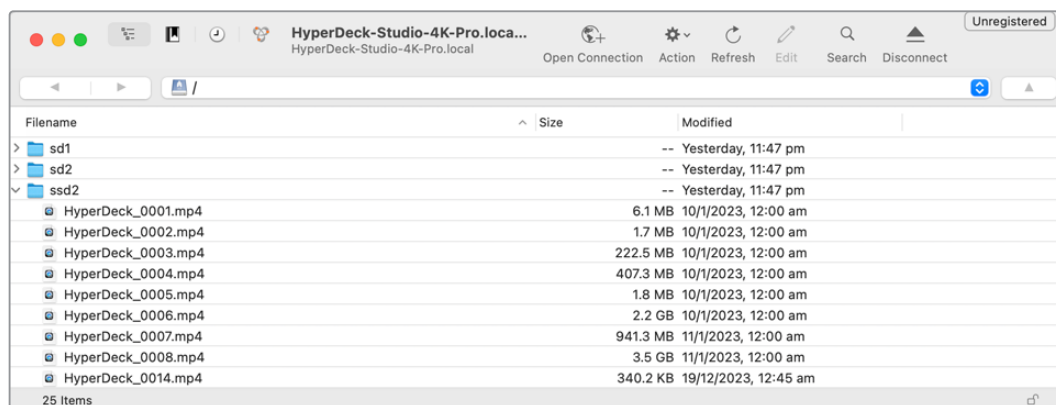 Unregistered
HyperDeck-Studio-4K-Pro.loca...
HyperDeck-Studio-4K-Pro.local
Open Connection Action Refresh Edit Search Disconnect
/
Filename Size Modified
sd1 -- Yesterday, 11:47 pm
sd2 -- Yesterday, 11:47 pm
ssd2 -- Yesterday, 11:47 pm
HyperDeck_0001.mp4 6.1 MB 10/1/2023, 12:00 am
HyperDeck_0002.mp4 1.7 MB 10/1/2023, 12:00 am
HyperDeck_0003.mp4 222.5 MB 10/1/2023, 12:00 am
HyperDeck_0004.mp4 407.3 MB 10/1/2023, 12:00 am
HyperDeck_0005.mp4 1.8 MB 10/1/2023, 12:00 am
HyperDeck_0006.mp4 2.2 GB 10/1/2023, 12:00 am
HyperDeck_0007.mp4 941.3 MB 11/1/2023, 12:00 am
HyperDeck_0008.mp4 3.5 GB 11/1/2023, 12:00 am
HyperDeck_0014.mp4 340.2 KB 19/12/2023, 12:45 am
25 Items